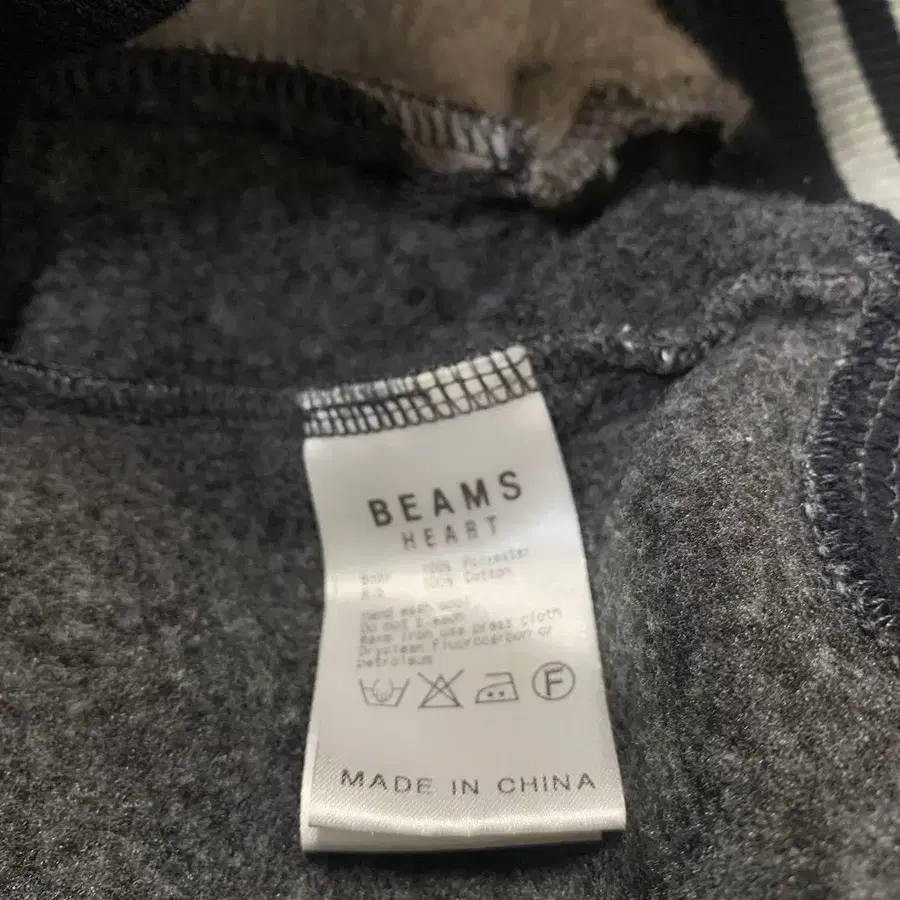 BEAMS
HEART
Body 100% Polyester
100% Cotton
Hand wash cool.
Do not bleach
Warm iron use press cloth
Dryclean fluorocarbon or
petroleum
F
MADE IN CHINA